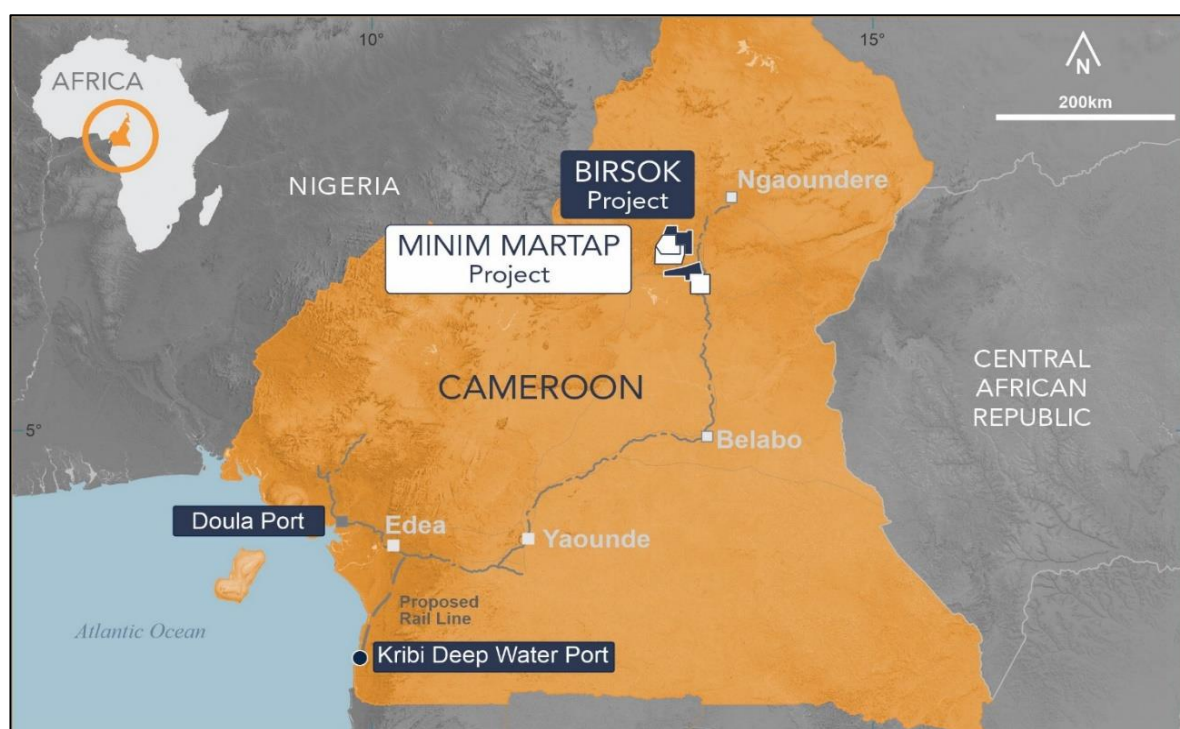 10°
15°
AFRICA
N
200km
NIGERIA
BIRSOK
Project
Ngaoundere
MINIM MARTAP
Project
CAMEROON
CENTRAL
AFRICAN
REPUBLIC
5°
Belabo
Doula Port
Edea
Yaounde
Proposed
Rail Line
Atlantic Ocean
Kribi Deep Water Port